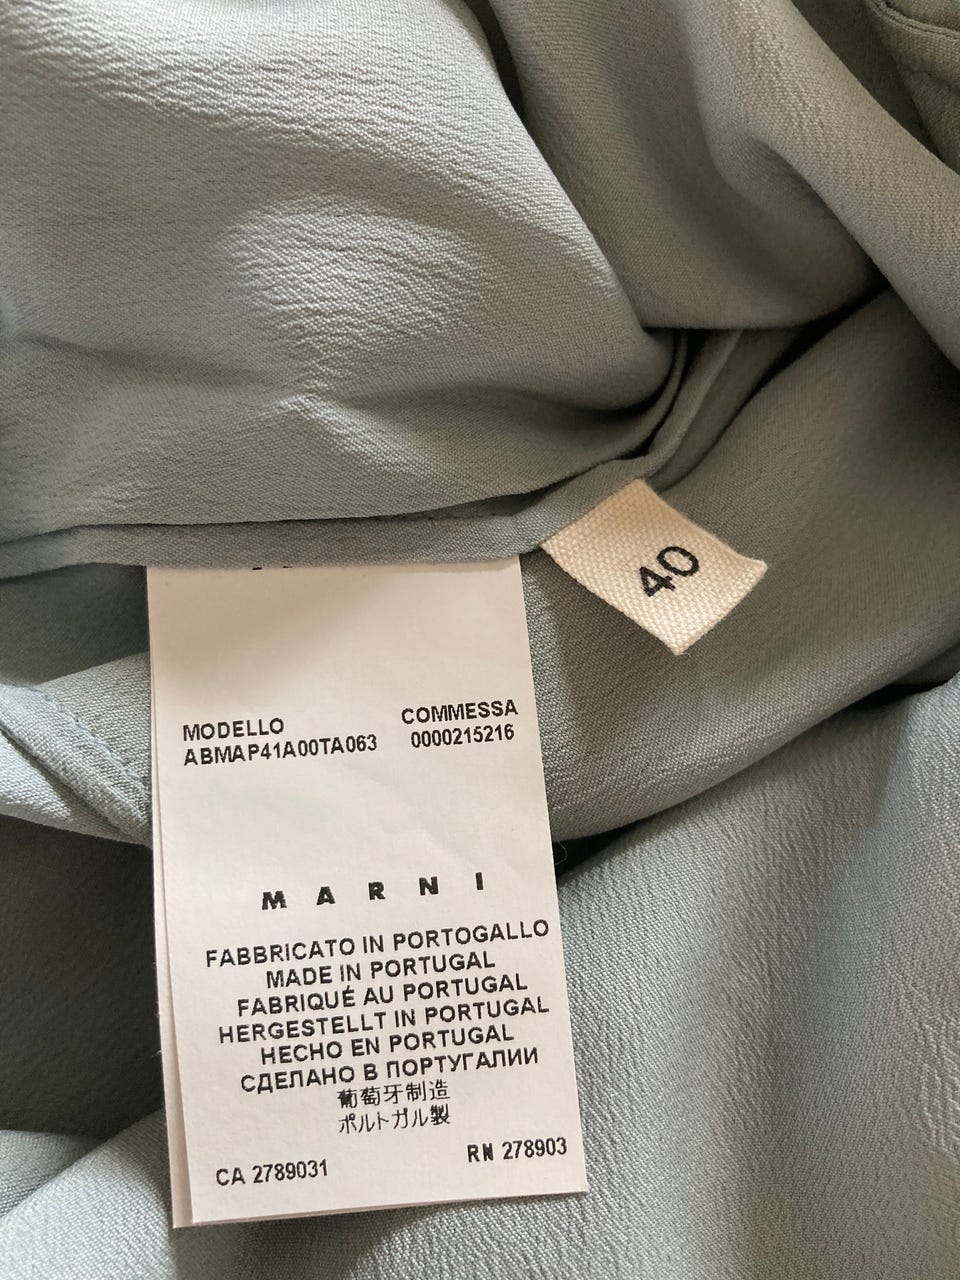 40
MODELLO COMMESSA
ABMAP41A00TA063 0000215216
MARNI
FABBRICATO IN PORTOGALLO
MADE IN PORTUGAL
FABRIQUÉ AU PORTUGAL
HERGESTELLT IN PORTUGAL
HECHO EN PORTUGAL
СДЕЛАНО В ПОРТУГАЛИИ
葡萄牙制造
ポルトガル製
CA 2789031 RN 278903